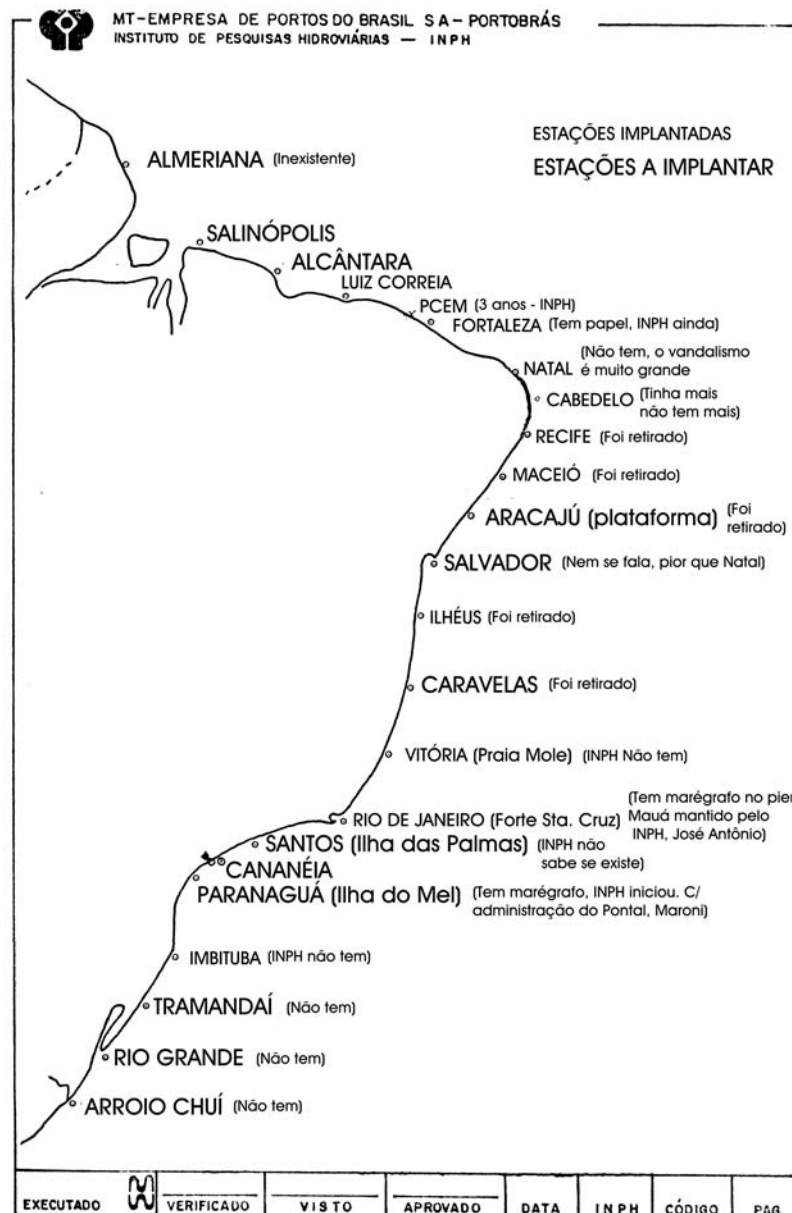 MT-EMPRESA DE PORTOS DO BRASIL S A - PORTOBRÁS
INSTITUTO DE PESQUISAS HIDROVIÁRIAS — INPH
ESTAÇÕES IMPLANTADAS
ESTAÇÕES A IMPLANTAR
ALMERIANA (Inexistente)
SALINÓPOLIS
ALCÂNTARA
LUIZ CORREIA
PCEM (3 anos - INPH)
FORTALEZA (Tem papel, INPH ainda)
NATAL (Não tem, o vandalismo
é muito grande
CABEDELO (Tinha mais
não tem mais)
RECIFE (Foi retirado)
MACEIÓ (Foi retirado)
ARACAJÚ (plataforma) (Foi
retirado)
SALVADOR (Nem se fala, pior que Natal)
ILHÉUS (Foi retirado)
CARAVELAS (Foi retirado)
VITÓRIA (Praia Mole) (INPH Não tem)
RIO DE JANEIRO (Forte Sta. Cruz) (Tem marégrafo no pier
Mauá mantido pelo
INPH, José Antônio)
SANTOS (Ilha das Palmas) (INPH não
sabe se existe)
CANANÉIA
PARANAGUÁ (Ilha do Mel) (Tem marégrafo, INPH iniciou. C/
administração do Pontal, Maroni)
IMBITUBA (INPH não tem)
TRAMANDAÍ (Não tem)
RIO GRANDE (Não tem)
ARROIO CHUÍ (Não tem)
EXECUTADO VERIFICADO VISTO APROVADO DATA INPH CÓDIGO PAG